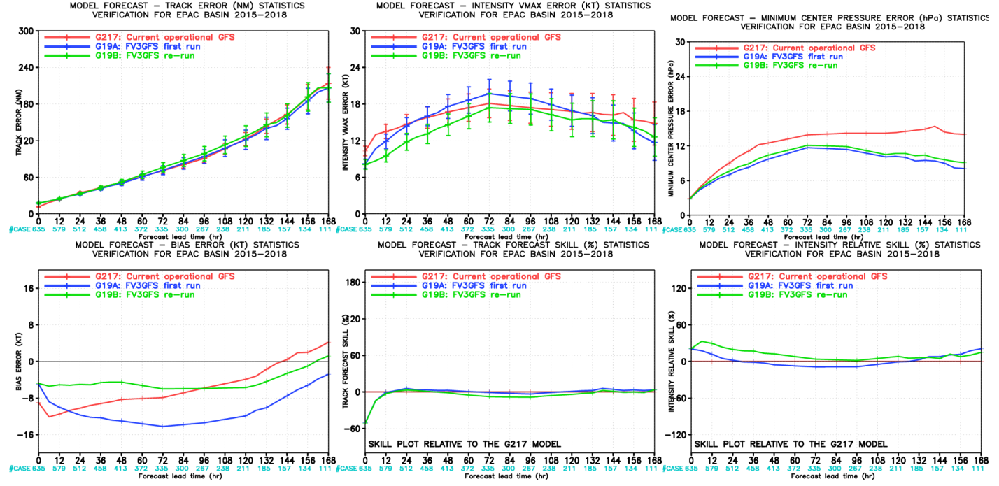 MODEL FORECAST – TRACK ERROR (NM) STATISTICS
VERIFICATION FOR EPAC BASIN 2015–2018
G217: Current operational GFS
G19A: FV3GFS first run
G19B: FV3GFS re–run
TRACK ERROR (NM)
300
240
180
120
60
0
0 12 24 36 48 60 72 84 96 108 120 132 144 156 168
#CASE 635 579 512 458 413 372 335 300 267 238 211 185 157 134 111
Forecast lead time (hr)
MODEL FORECAST – INTENSITY VMAX ERROR (KT) STATISTICS
VERIFICATION FOR EPAC BASIN 2015–2018
G217: Current operational GFS
G19A: FV3GFS first run
G19B: FV3GFS re–run
INTENSITY VMAX ERROR (KT)
30
24
18
12
6
0
0 12 24 36 48 60 72 84 96 108 120 132 144 156 168
#CASE 635 579 512 458 413 372 335 300 267 238 211 185 157 134 111
Forecast lead time (hr)
MODEL FORECAST – MINIMUM CENTER PRESSURE ERROR (hPa) STATISTICS
VERIFICATION FOR EPAC BASIN 2015–2018
G217: Current operational GFS
G19A: FV3GFS first run
G19B: FV3GFS re–run
MINIMUM CENTER PRESSURE ERROR (hPa)
30
24
18
12
6
0
0 12 24 36 48 60 72 84 96 108 120 132 144 156 168
#CASE 635 579 512 458 413 372 335 300 267 238 211 185 157 134 111
Forecast lead time (hr)
MODEL FORECAST – BIAS ERROR (KT) STATISTICS
VERIFICATION FOR EPAC BASIN 2015–2018
G217: Current operational GFS
G19A: FV3GFS first run
G19B: FV3GFS re–run
BIAS ERROR (KT)
16
8
0
–8
–16
0 12 24 36 48 60 72 84 96 108 120 132 144 156 168
#CASE 635 579 512 458 413 372 335 300 267 238 211 185 157 134 111
Forecast lead time (hr)
MODEL FORECAST – TRACK FORECAST SKILL (%) STATISTICS
VERIFICATION FOR EPAC BASIN 2015–2018
G217: Current operational GFS
G19A: FV3GFS first run
G19B: FV3GFS re–run
TRACK FORECAST SKILL (%)
180
120
60
0
–60
SKILL PLOT RELATIVE TO THE G217 MODEL
0 12 24 36 48 60 72 84 96 108 120 132 144 156 168
#CASE 635 579 512 458 413 372 335 300 267 238 211 185 157 134 111
Forecast lead time (hr)
MODEL FORECAST – INTENSITY RELATIVE SKILL (%) STATISTICS
VERIFICATION FOR EPAC BASIN 2015–2018
G217: Current operational GFS
G19A: FV3GFS first run
G19B: FV3GFS re–run
INTENSITY RELATIVE SKILL (%)
120
60
0
–60
–120
SKILL PLOT RELATIVE TO THE G217 MODEL
0 12 24 36 48 60 72 84 96 108 120 132 144 156 168
#CASE 635 579 512 458 413 372 335 300 267 238 211 185 157 134 111
Forecast lead time (hr)